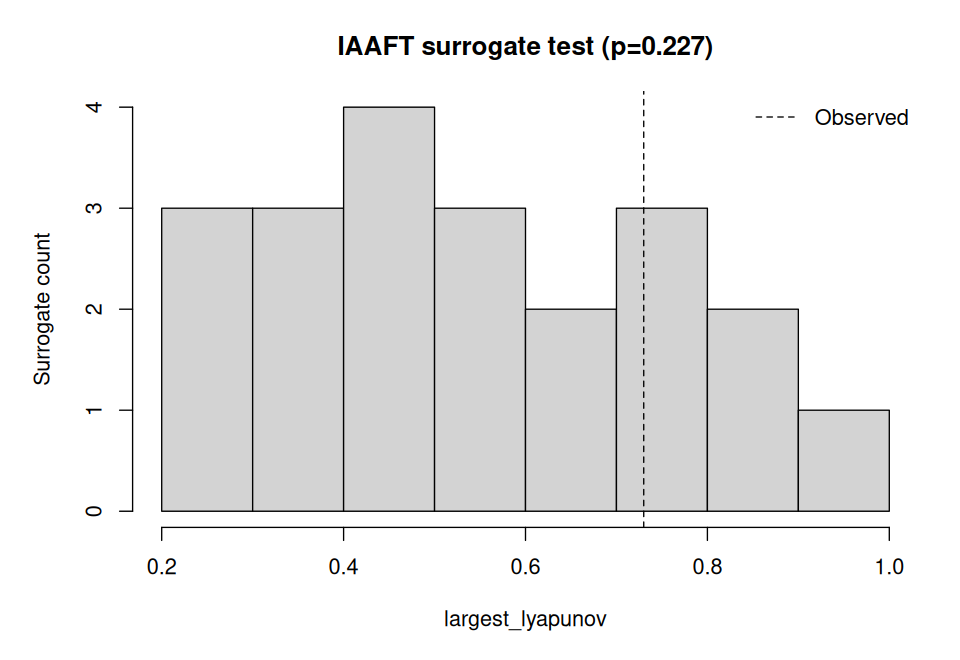 IAAFT surrogate test (p=0.227)
Observed
Surrogate count
4
3
2
1
0
0.2 0.4 0.6 0.8 1.0
largest_lyapunov